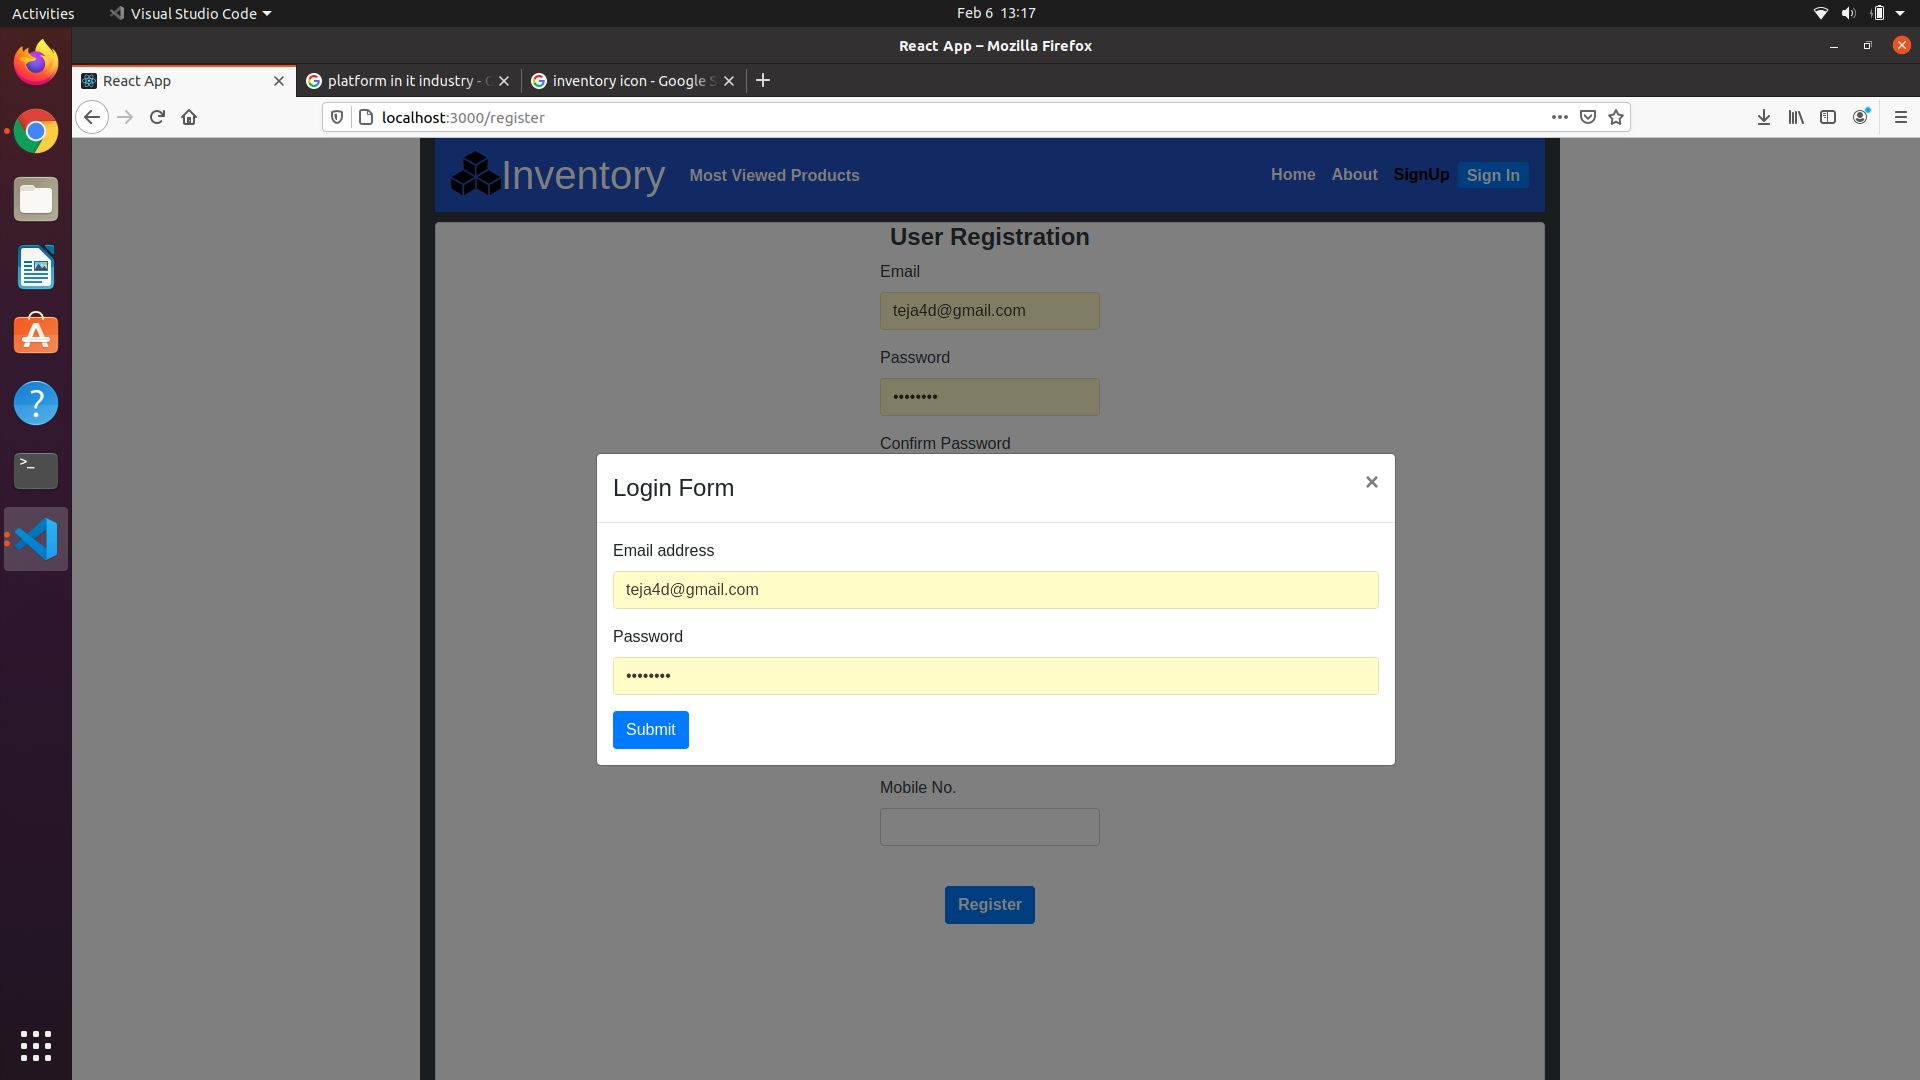 Activities
Visual Studio Code
Feb 6 13:17
React App – Mozilla Firefox
React App
platform in it industry -
inventory icon - Google
localhost:3000/register
Inventory
Most Viewed Products
Home
About
SignUp
Sign In
User Registration
Email
teja4d@gmail.com
Password
••••••••
Confirm Password
Login Form
×
Email address
teja4d@gmail.com
Password
••••••••
Submit
Mobile No.
Register